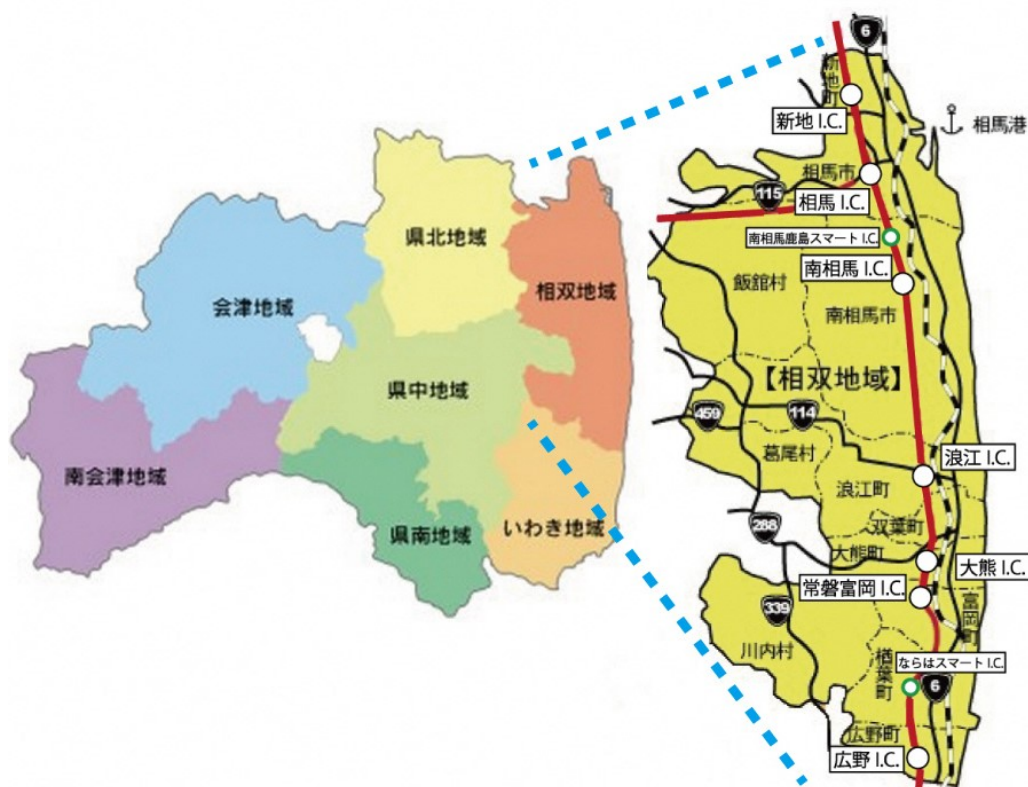 県北地域
会津地域
相双地域
県中地域
南会津地域
県南地域
いわき地域
6
新地町
新地 I.C.
相馬港
相馬市
115
相馬 I.C.
南相馬鹿島スマート I.C.
飯舘村
南相馬 I.C.
南相馬市
【相双地域】
459
114
葛尾村
浪江 I.C.
浪江町
双葉町
288
大熊町
大熊 I.C.
常磐富岡 I.C.
富岡町
339
川内村
楢葉町
ならはスマート I.C.
6
広野町
広野 I.C.